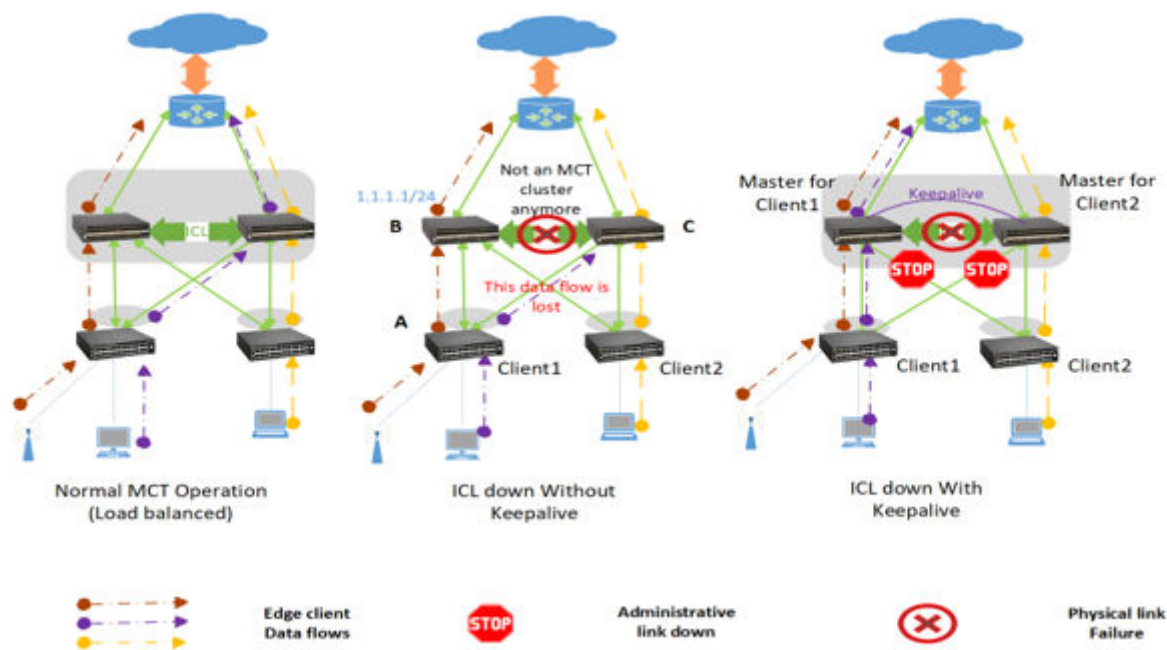 ICL
Normal MCT Operation
(Load balanced)
1.1.1.1/24
Not an MCT
cluster
anymore
B
C
This data flow is
lost
A
Client1
Client2
ICL down Without
Keepalive
Master for
Client1
Keepalive
Master for
Client2
STOP
STOP
Client1
Client2
ICL down With
Keepalive
Edge client
Data flows
STOP
Administrative
link down
Physical link
Failure